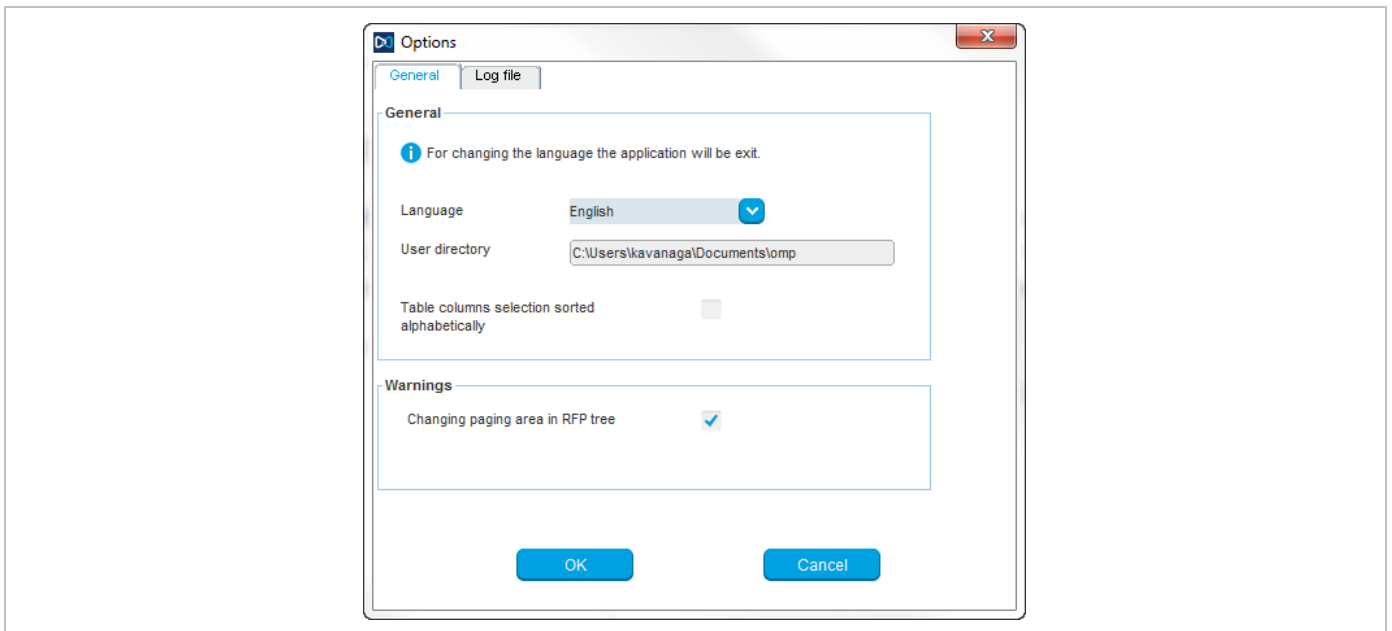 Options
General
Log file
General
For changing the language the application will be exit.
Language
English
User directory
C:\Users\kavanaga\Documents\omp
Table columns selection sorted
alphabetically
Warnings
Changing paging area in RFP tree
OK
Cancel